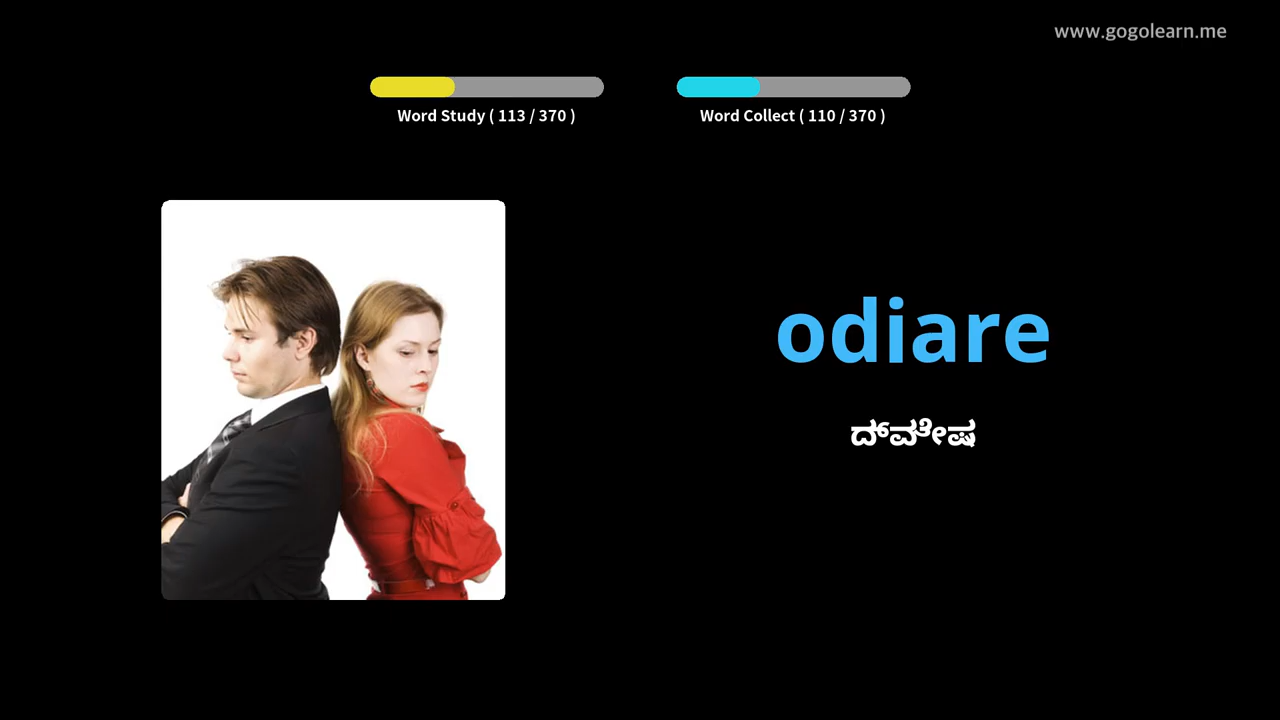 www.gogolearn.me
Word Study ( 113 / 370 )
Word Collect ( 110 / 370 )
odiare
ದ್ವೇಷ